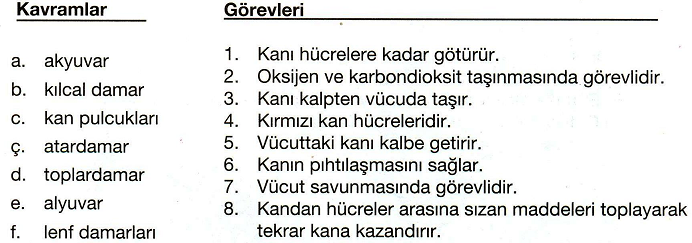 Kavramlar
Görevleri
a. akyuvar
b. kılcal damar
c. kan pulcukları
ç. atardamar
d. toplardamar
e. alyuvar
f. lenf damarları
1. Kanı hücrelere kadar götürür.
2. Oksijen ve karbondioksit taşınmasında görevlidir.
3. Kanı kalpten vücuda taşır.
4. Kırmızı kan hücreleridir.
5. Vücuttaki kanı kalbe getirir.
6. Kanın pıhtılaşmasını sağlar.
7. Vücut savunmasında görevlidir.
8. Kandan hücreler arasına sızan maddeleri toplayarak
tekrar kana kazandırır.